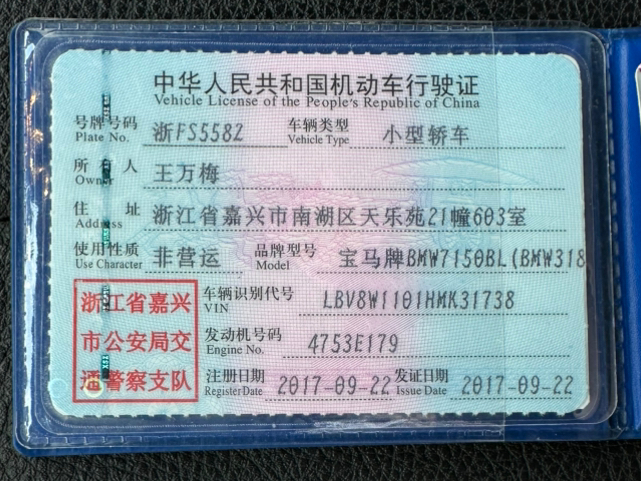 中华人民共和国机动车行驶证
Vehicle License of the People's Republic of China
号牌号码 Plate No. 浙FS558Z 车辆类型 Vehicle Type 小型轿车
所有人 Owner 王万梅
住址 Address 浙江省嘉兴市南湖区天乐苑21幢603室
使用性质 Use Character 非营运 品牌型号 Model 宝马牌BMW7150BL(BMW318
浙江省嘉兴 车辆识别代号 VIN LBV8W1101HMK31738
市公安局交 发动机号码 Engine No. 4753E179
通警察支队 注册日期 Register Date 2017-09-22 发证日期 Issue Date 2017-09-22